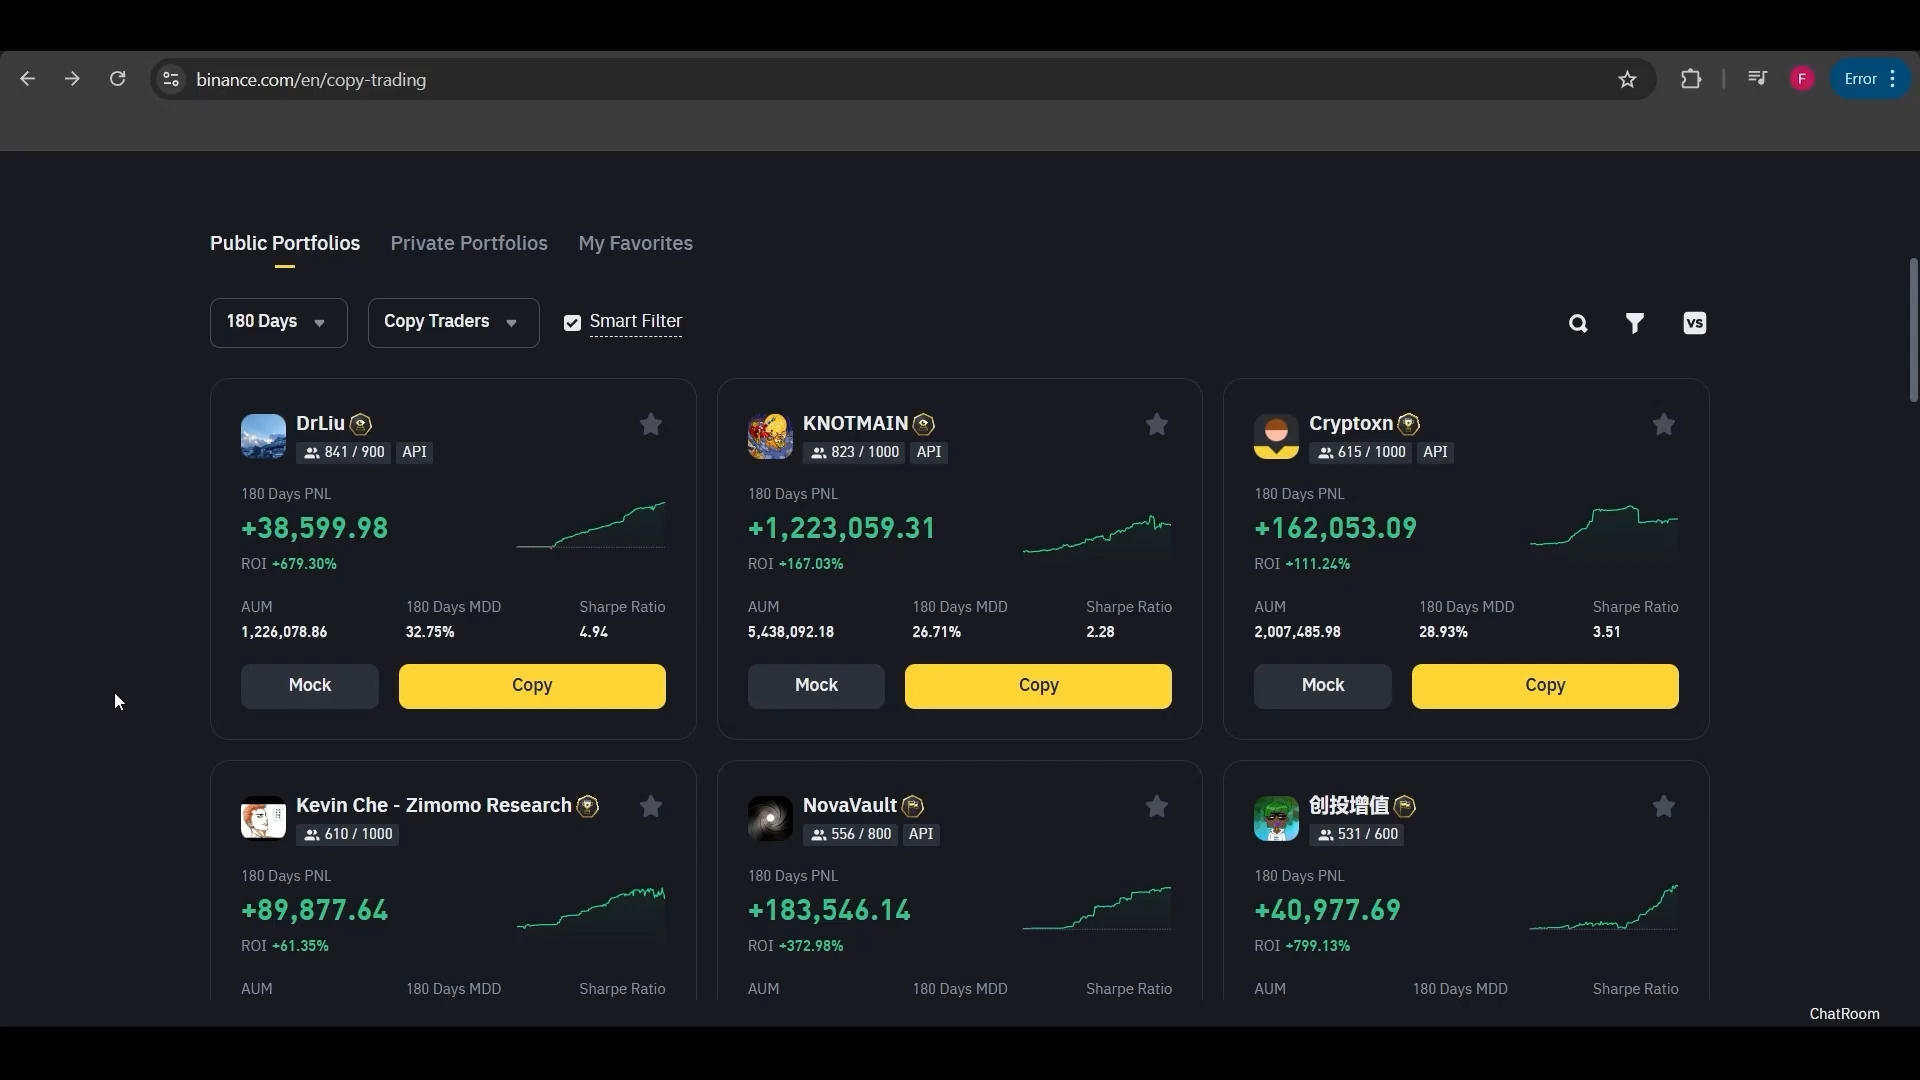 binance.com/en/copy-trading
F
Error
Public Portfolios Private Portfolios My Favorites
180 Days Copy Traders Smart Filter
VS
DrLiu
841 / 900 API
180 Days PNL
+38,599.98
ROI +679.30%
AUM 180 Days MDD Sharpe Ratio
1,226,078.86 32.75% 4.94
Mock Copy
KNOTMAIN
823 / 1000 API
180 Days PNL
+1,223,059.31
ROI +167.03%
AUM 180 Days MDD Sharpe Ratio
5,438,092.18 26.71% 2.28
Mock Copy
Cryptoxn
615 / 1000 API
180 Days PNL
+162,053.09
ROI +111.24%
AUM 180 Days MDD Sharpe Ratio
2,007,485.98 28.93% 3.51
Mock Copy
Kevin Che - Zimomo Research
610 / 1000
180 Days PNL
+89,877.64
ROI +61.35%
AUM 180 Days MDD Sharpe Ratio
NovaVault
556 / 800 API
180 Days PNL
+183,546.14
ROI +372.98%
AUM 180 Days MDD Sharpe Ratio
创投增值
531 / 600
180 Days PNL
+40,977.69
ROI +799.13%
AUM 180 Days MDD Sharpe Ratio
ChatRoom